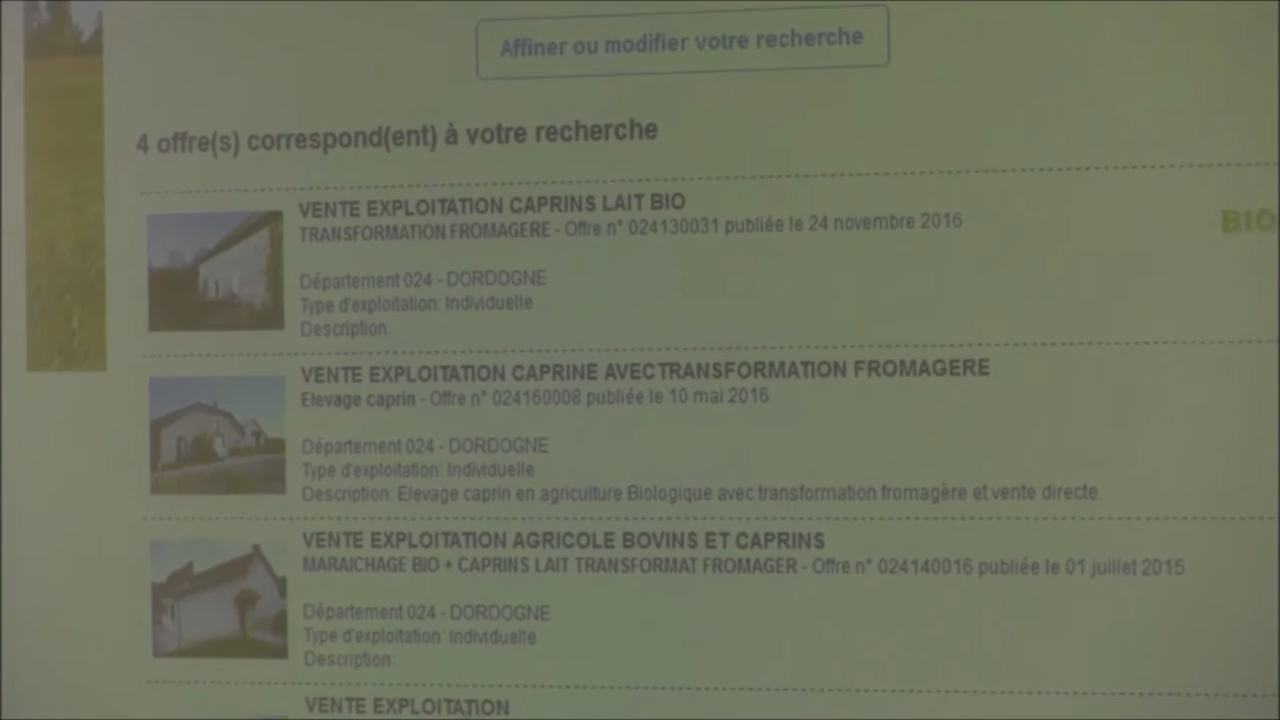 Affiner ou modifier votre recherche
4 offre(s) correspond(ent) à votre recherche
VENTE EXPLOITATION CAPRINS LAIT BIO
TRANSFORMATION FROMAGERE - Offre n° 024130031 publiée le 24 novembre 2016
BIO
Département 024 - DORDOGNE
Type d'exploitation: Individuelle
Description:
VENTE EXPLOITATION CAPRINE AVECTRANSFORMATION FROMAGERE
Elevage caprin - Offre n° 024160008 publiée le 10 mai 2016
Département 024 - DORDOGNE
Type d'exploitation: Individuelle
Description: Elevage caprin en agriculture Biologique avec transformation fromagère et vente directe.
VENTE EXPLOITATION AGRICOLE BOVINS ET CAPRINS
MARAICHAGE BIO + CAPRINS LAIT TRANSFORMAT FROMAGER - Offre n° 024140016 publiée le 01 juillet 2015
Département 024 - DORDOGNE
Type d'exploitation: Individuelle
Description:
VENTE EXPLOITATION